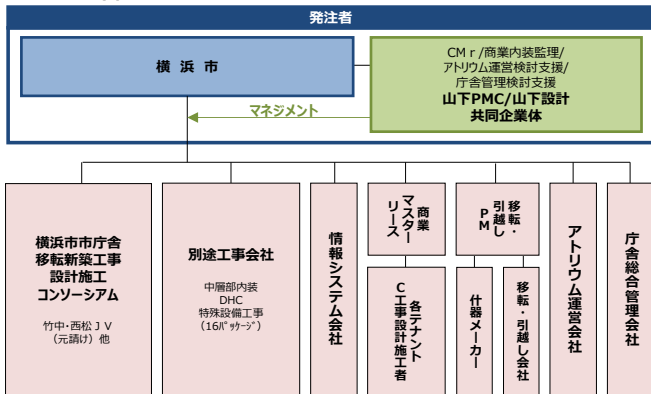 発注者
横 浜 市
CMｒ/商業内装監理/
アトリウム運営検討支援/
庁舎管理検討支援
山下PMC/山下設計
共同企業体
マネジメント
横浜市市庁舎
移転新築工事
設計施工
コンソーシアム
竹中・西松ＪＶ
（元請け）他
別途工事会社
中層部内装
DHC
特殊設備工事
（16ﾊﾟｯｹｰｼﾞ）
情報システム会社
商業
マスター
リース
各テナント
C工事設計施工者
移転・
引越し
PM
什器メーカー
移転・引越し会社
アトリウム運営会社
庁舎総合管理会社